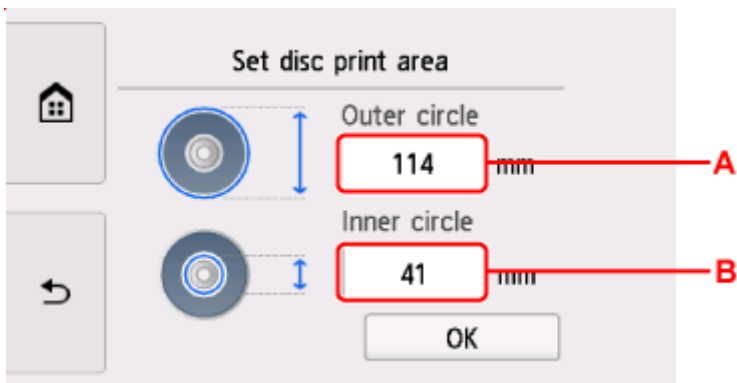 Set disc print area
Outer circle
114 mm
A
Inner circle
41 mm
B
OK